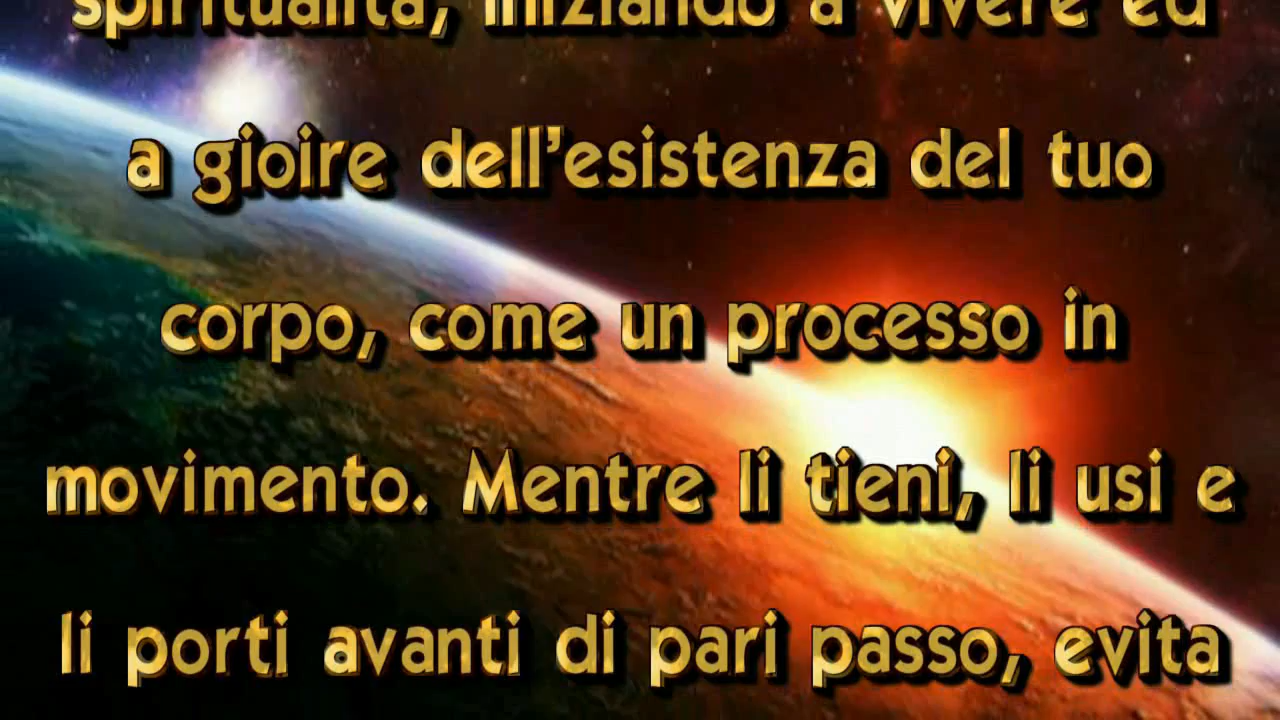 spiritualità, iniziando a vivere ed
a gioire dell'esistenza del tuo
corpo, come un processo in
movimento. Mentre li tieni, li usi e
li porti avanti di pari passo, evita